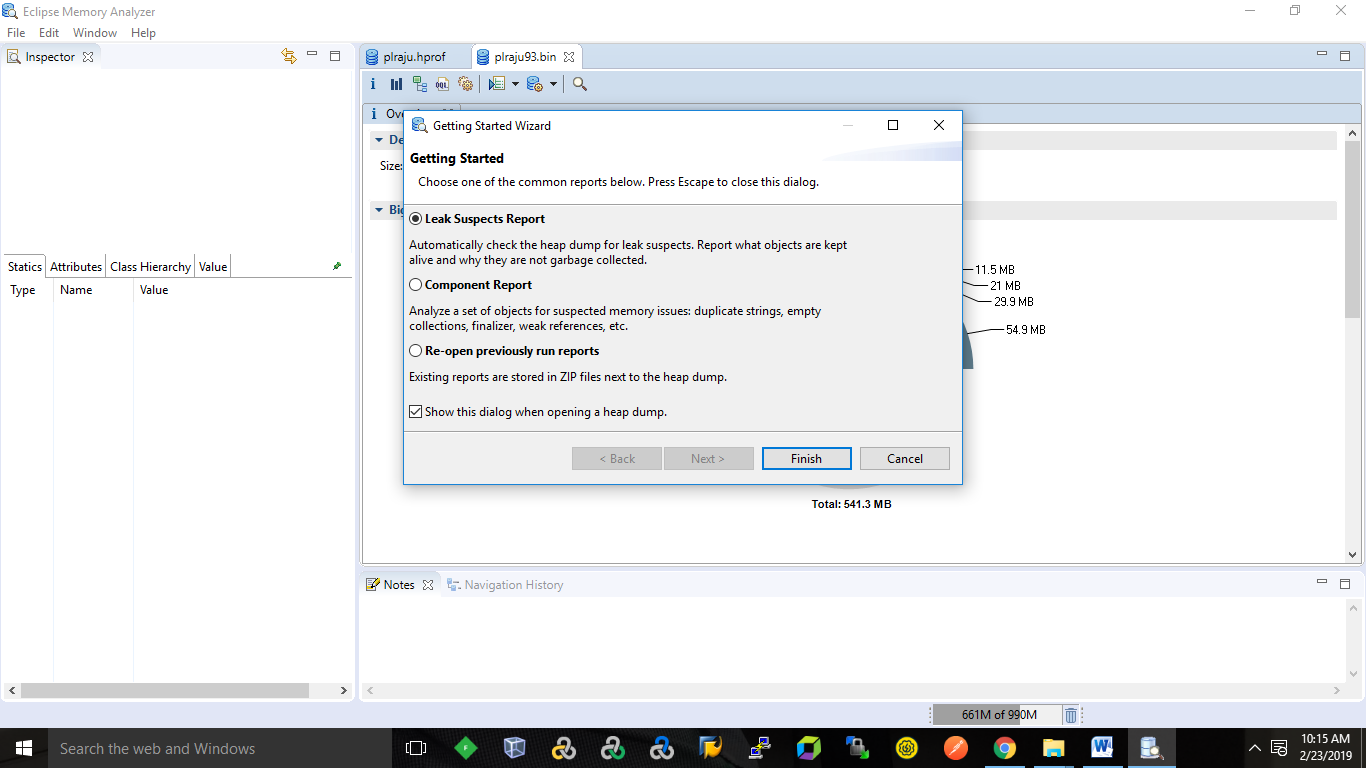 Eclipse Memory Analyzer
File Edit Window Help
Inspector
Statics Attributes Class Hierarchy Value
Type Name Value
plraju.hprof plraju93.bin
i OQL
i
Size:
11.5 MB
21 MB
29.9 MB
54.9 MB
Total: 541.3 MB
Getting Started Wizard
Getting Started
Choose one of the common reports below. Press Escape to close this dialog.
Leak Suspects Report
Automatically check the heap dump for leak suspects. Report what objects are kept
alive and why they are not garbage collected.
Component Report
Analyze a set of objects for suspected memory issues: duplicate strings, empty
collections, finalizer, weak references, etc.
Re-open previously run reports
Existing reports are stored in ZIP files next to the heap dump.
Show this dialog when opening a heap dump.
< Back Next > Finish Cancel
Notes Navigation History
661M of 990M
Search the web and Windows
10:15 AM
2/23/2019